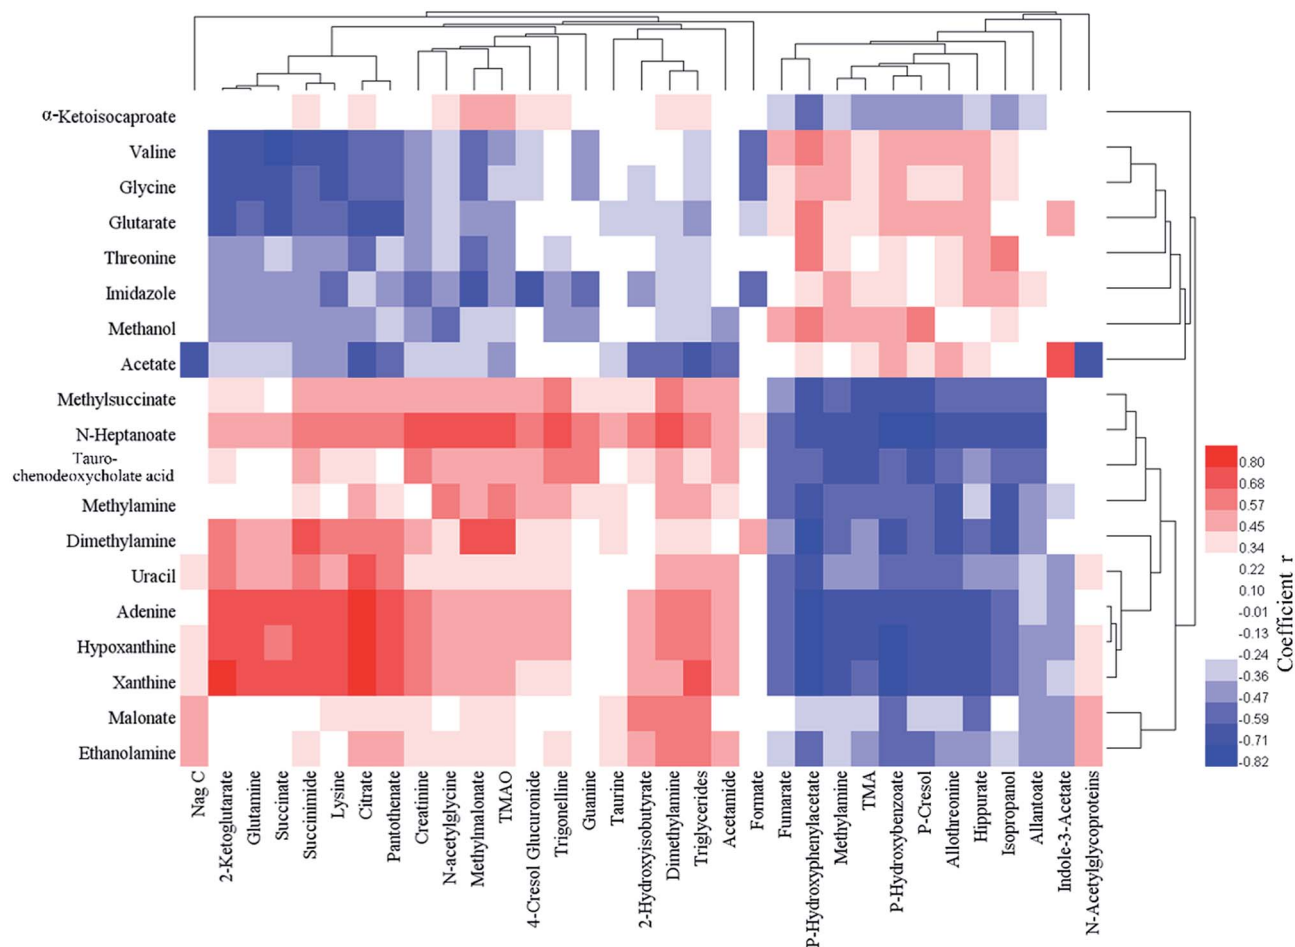 α-Ketoisocaproate
Valine
Glycine
Glutarate
Threonine
Imidazole
Methanol
Acetate
Methylsuccinate
N-Heptanoate
Tauro-
chenodeoxycholate acid
Methylamine
Dimethylamine
Uracil
Adenine
Hypoxanthine
Xanthine
Malonate
Ethanolamine
Nag C
2-Ketoglutarate
Glutamine
Succinate
Succinimide
Lysine
Citrate
Pantothenate
Creatinine
N-acetylglycine
Methylmalonate
TMAO
4-Cresol Glucuronide
Trigonelline
Guanine
Taurine
2-Hydroxyisobutyrate
Dimethylamine
Triglycerides
Acetamide
Formate
Fumarate
P-Hydroxyphenylacetate
Methylamine
TMA
P-Hydroxybenzoate
P-Cresol
Allothreonine
Hippurate
Isopropanol
Allantoate
Indole-3-Acetate
N-Acetylglycoproteins
0.80
0.68
0.57
0.45
0.34
0.22
0.10
-0.01
-0.13
-0.24
-0.36
-0.47
-0.59
-0.71
-0.82
Coefficient r